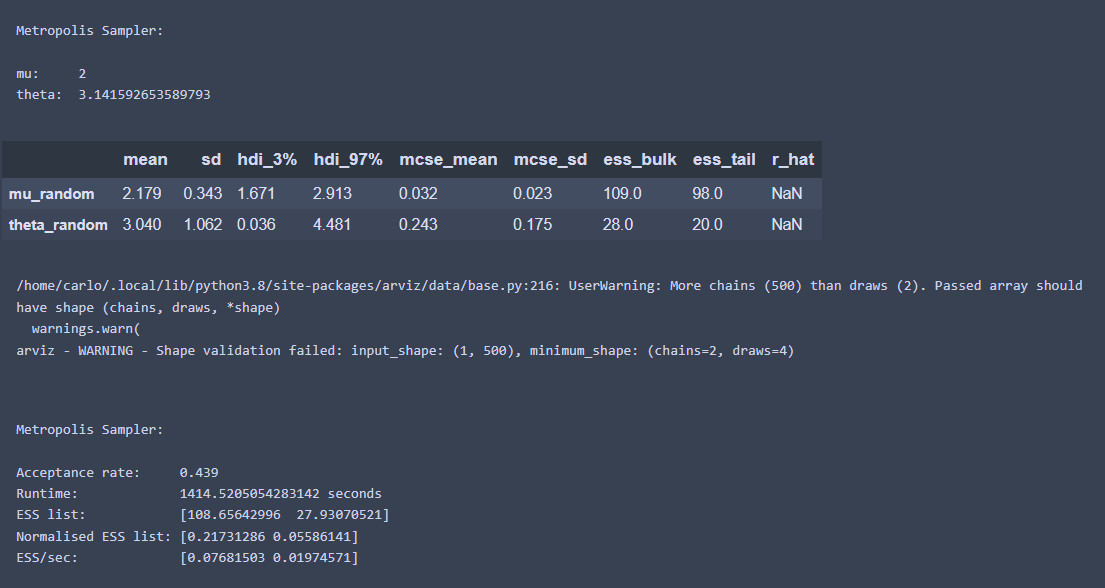 Metropolis Sampler:
mu: 2
theta: 3.141592653589793
mean sd hdi_3% hdi_97% mcse_mean mcse_sd ess_bulk ess_tail r_hat
mu_random 2.179 0.343 1.671 2.913 0.032 0.023 109.0 98.0 NaN
theta_random 3.040 1.062 0.036 4.481 0.243 0.175 28.0 20.0 NaN
/home/carlo/.local/lib/python3.8/site-packages/arviz/data/base.py:216: UserWarning: More chains (500) than draws (2). Passed array should
have shape (chains, draws, *shape)
warnings.warn(
arviz - WARNING - Shape validation failed: input_shape: (1, 500), minimum_shape: (chains=2, draws=4)
Metropolis Sampler:
Acceptance rate: 0.439
Runtime: 1414.5205054283142 seconds
ESS list: [108.65642996 27.93070521]
Normalised ESS list: [0.21731286 0.05586141]
ESS/sec: [0.07681503 0.01974571]